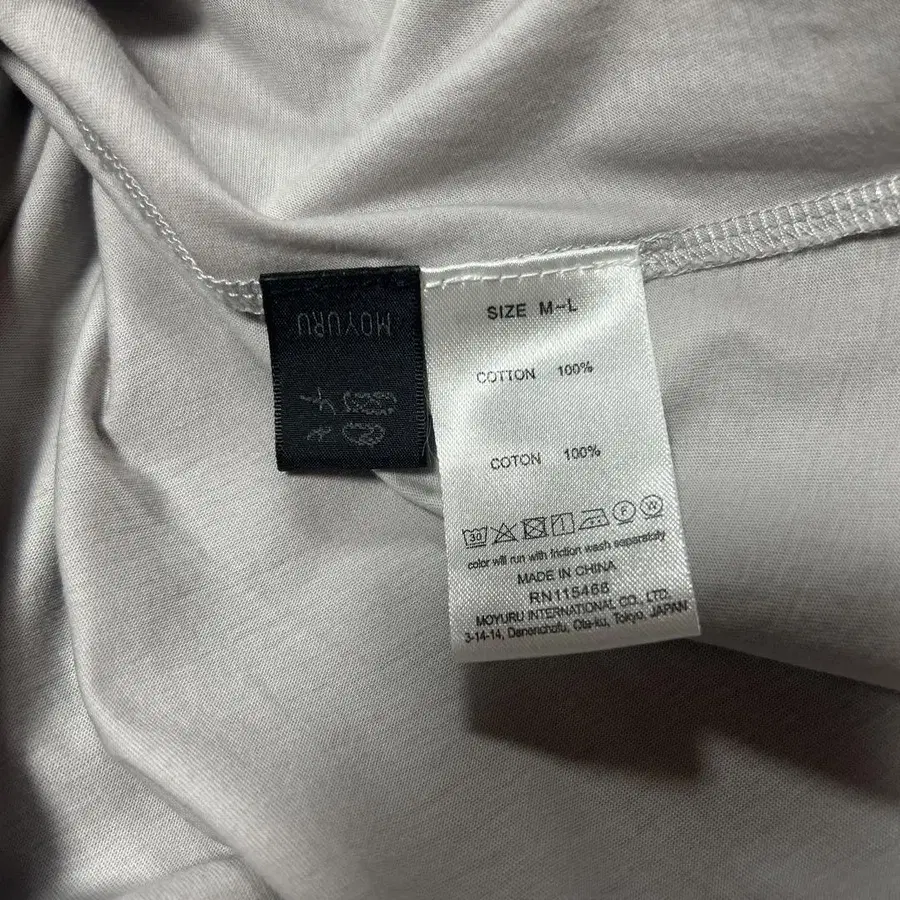 MOYURU
SIZE M-L
COTTON 100%
COTON 100%
30
F
W
color will run with friction wash separately
MADE IN CHINA
RN115468
MOYURU INTERNATIONAL CO., LTD.
3-14-14, Denenchofu, Ota-ku, Tokyo, JAPAN